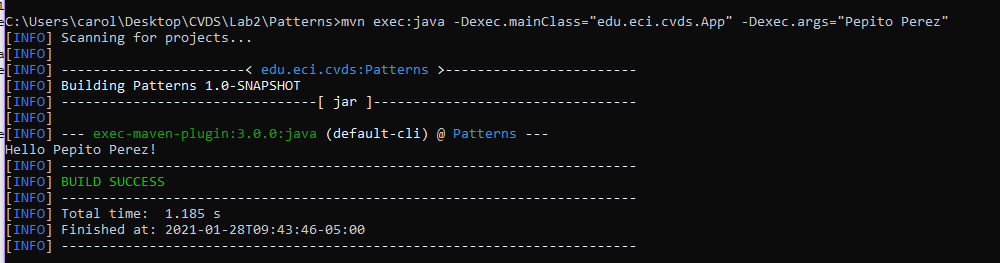 C:\Users\carol\Desktop\CVDS\Lab2\Patterns>mvn exec:java -Dexec.mainClass="edu.eci.cvds.App" -Dexec.args="Pepito Perez"
[INFO] Scanning for projects...
[INFO]
[INFO] -----------------------< edu.eci.cvds:Patterns >------------------------
[INFO] Building Patterns 1.0-SNAPSHOT
[INFO] --------------------------------[ jar ]---------------------------------
[INFO]
[INFO] --- exec-maven-plugin:3.0.0:java (default-cli) @ Patterns ---
Hello Pepito Perez!
[INFO] ------------------------------------------------------------------------
[INFO] BUILD SUCCESS
[INFO] ------------------------------------------------------------------------
[INFO] Total time:  1.185 s
[INFO] Finished at: 2021-01-28T09:43:46-05:00
[INFO] ------------------------------------------------------------------------